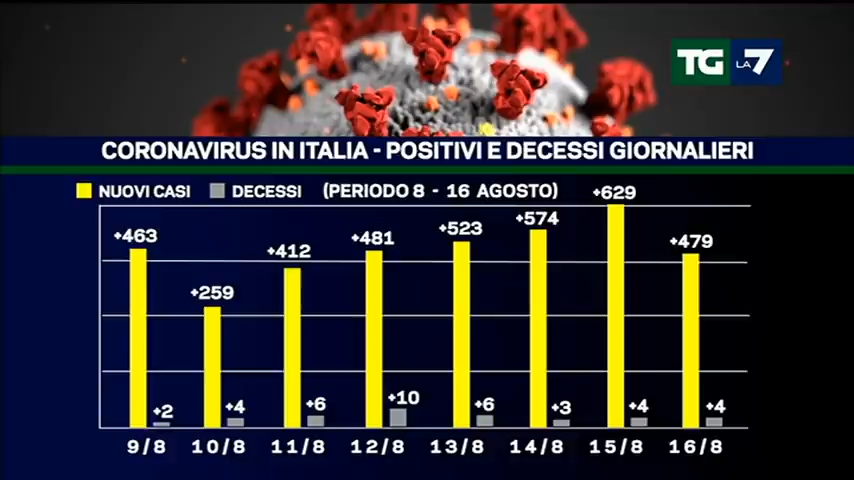 TG LA 7
CORONAVIRUS IN ITALIA - POSITIVI E DECESSI GIORNALIERI
NUOVI CASI DECESSI (PERIODO 8 - 16 AGOSTO)
+463 +259 +412 +481 +523 +574 +629 +479
+2 +4 +6 +10 +6 +3 +4 +4
9/8 10/8 11/8 12/8 13/8 14/8 15/8 16/8